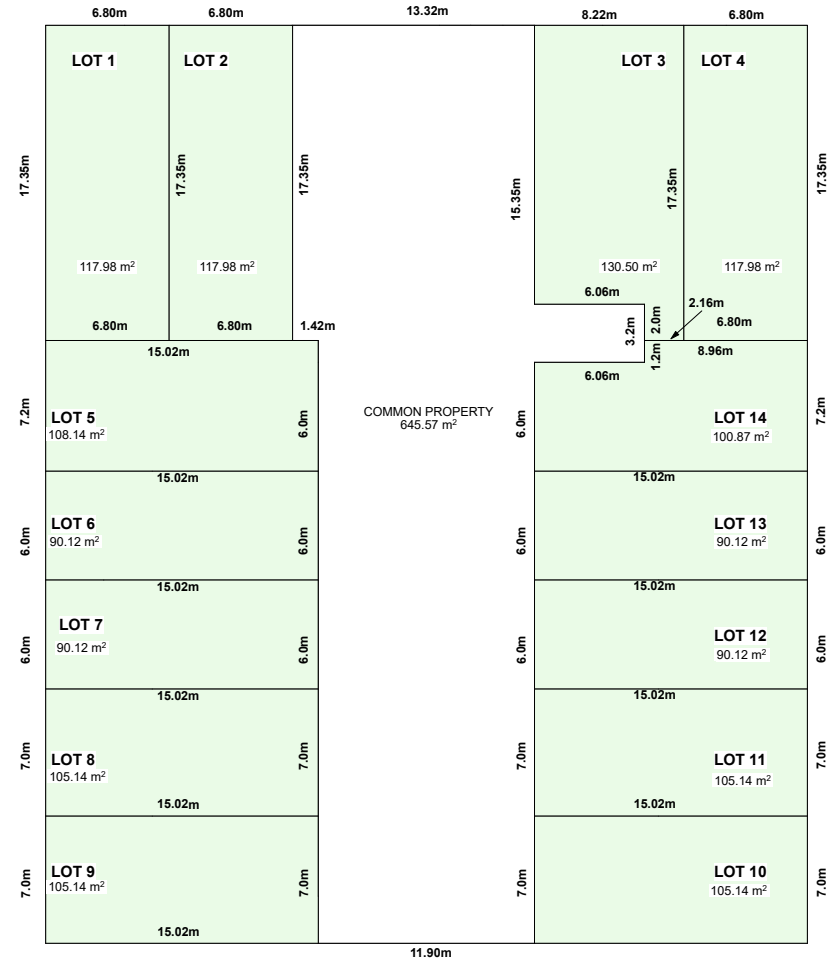 6.80m
6.80m
13.32m
8.22m
6.80m
LOT 1
LOT 2
LOT 3
LOT 4
17.35m
17.35m
17.35m
15.35m
17.35m
17.35m
117.98 m²
117.98 m²
130.50 m²
117.98 m²
6.80m
6.80m
1.42m
6.06m
3.2m
2.0m
2.16m
6.80m
15.02m
6.06m
1.2m
8.96m
7.2m
LOT 5
108.14 m²
6.0m
COMMON PROPERTY
645.57 m²
6.0m
LOT 14
100.87 m²
7.2m
15.02m
15.02m
6.0m
LOT 6
90.12 m²
6.0m
6.0m
LOT 13
90.12 m²
6.0m
15.02m
15.02m
6.0m
LOT 7
90.12 m²
6.0m
6.0m
LOT 12
90.12 m²
6.0m
15.02m
15.02m
7.0m
LOT 8
105.14 m²
7.0m
7.0m
LOT 11
105.14 m²
7.0m
15.02m
15.02m
7.0m
LOT 9
105.14 m²
7.0m
7.0m
LOT 10
105.14 m²
7.0m
15.02m
11.90m